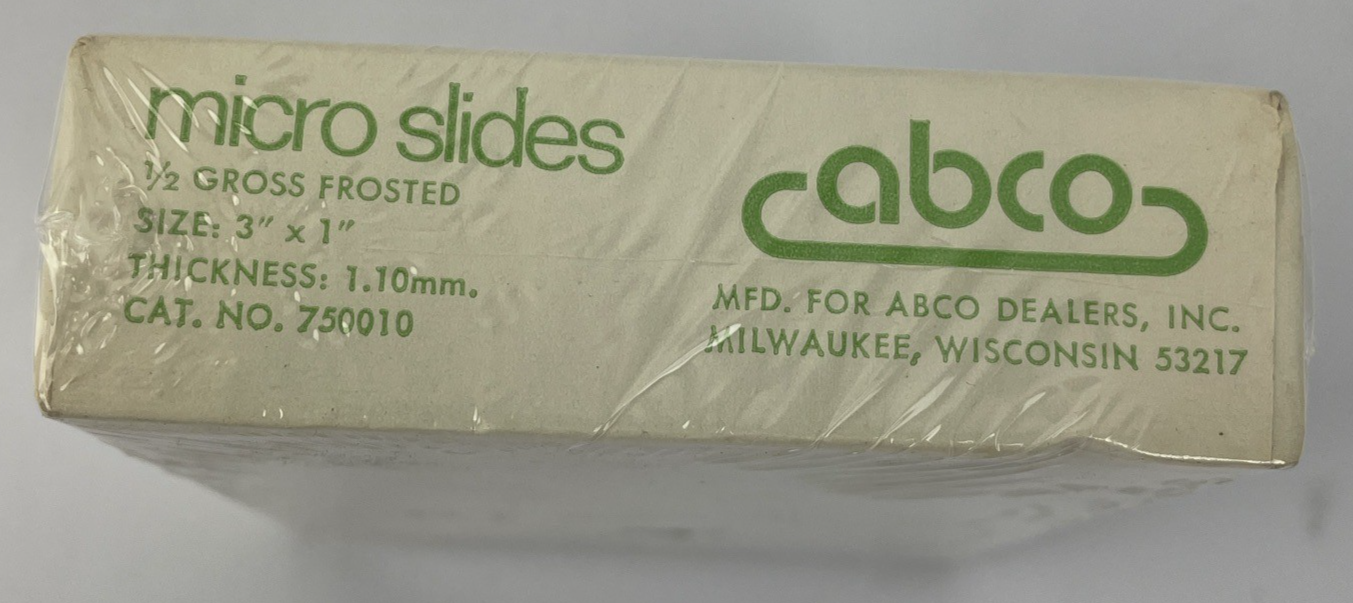 micro slides
½ GROSS FROSTED
SIZE: 3" x 1"
THICKNESS: 1.10mm.
CAT. NO. 750010
abco
MFD. FOR ABCO DEALERS, INC.
MILWAUKEE, WISCONSIN 53217